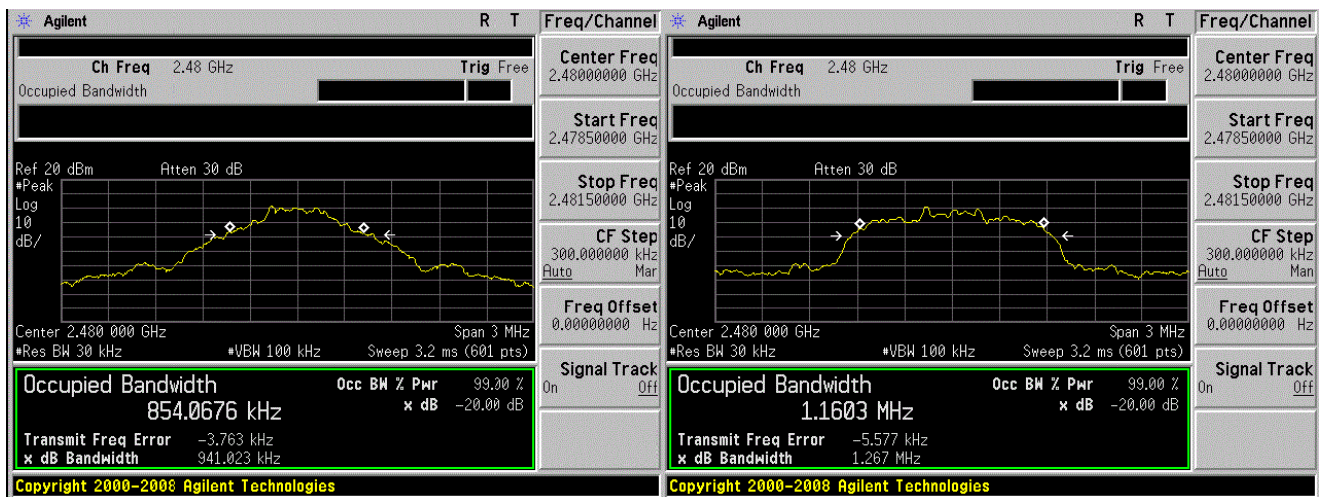 Agilent R T Freq/Channel
Ch Freq 2.48 GHz Trig Free
Occupied Bandwidth
Center Freq
2.48000000 GHz
Start Freq
2.47850000 GHz
Stop Freq
2.48150000 GHz
CF Step
300.000000 kHz
Auto Mar
Freq Offset
0.00000000 Hz
Signal Track
On Off
Ref 20 dBm Atten 30 dB
#Peak
Log
10
dB/
Center 2.480 000 GHz Span 3 MHz
#Res BW 30 kHz #VBW 100 kHz Sweep 3.2 ms (601 pts)
Occupied Bandwidth Occ BW % Pwr 99.00 %
854.0676 kHz x dB -20.00 dB
Transmit Freq Error -3.763 kHz
x dB Bandwidth 941.023 kHz
Copyright 2000-2008 Agilent Technologies
Agilent R T Freq/Channel
Ch Freq 2.48 GHz Trig Free
Occupied Bandwidth
Center Freq
2.48000000 GHz
Start Freq
2.47850000 GHz
Stop Freq
2.48150000 GHz
CF Step
300.000000 kHz
Auto Man
Freq Offset
0.00000000 Hz
Signal Track
On Off
Ref 20 dBm Atten 30 dB
#Peak
Log
10
dB/
Center 2.480 000 GHz Span 3 MHz
#Res BW 30 kHz #VBW 100 kHz Sweep 3.2 ms (601 pts)
Occupied Bandwidth Occ BW % Pwr 99.00 %
1.1603 MHz x dB -20.00 dB
Transmit Freq Error -5.577 kHz
x dB Bandwidth 1.267 MHz
Copyright 2000-2008 Agilent Technologies